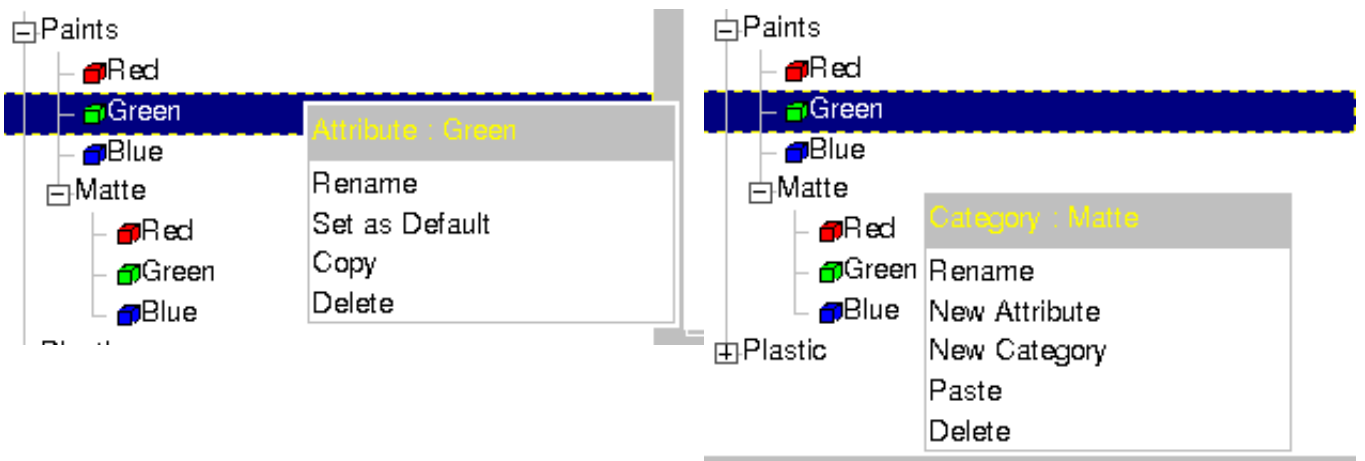 Paints
Red
Green
Blue
Matte
Red
Green
Blue
Attribute : Green
Rename
Set as Default
Copy
Delete
Paints
Red
Green
Blue
Matte
Red
Green
Blue
Plastic
Category : Matte
Rename
New Attribute
New Category
Paste
Delete